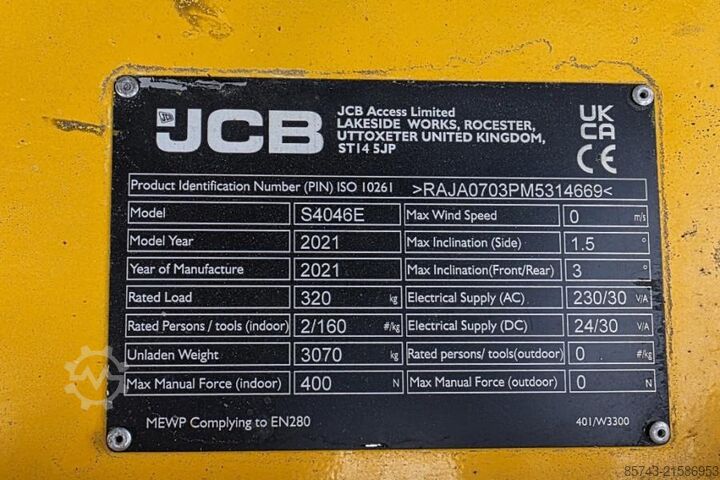 JCB
JCB Access Limited
LAKESIDE WORKS, ROCESTER,
UTTOXETER UNITED KINGDOM,
ST14 5JP
UK
CA
CE
Product Identification Number (PIN) ISO 10261 >RAJA0703PM5314669<
Model S4046E Max Wind Speed 0 m/s
Model Year 2021 Max Inclination (Side) 1.5 °
Year of Manufacture 2021 Max Inclination(Front/Rear) 3 °
Rated Load 320 kg Electrical Supply (AC) 230/30 V/A
Rated Persons / tools (indoor) 2/160 #/kg Electrical Supply (DC) 24/30 V/A
Unladen Weight 3070 kg Rated persons/ tools(outdoor) 0 #/kg
Max Manual Force (indoor) 400 N Max Manual Force (outdoor) 0 N
MEWP Complying to EN280 401/W3300
85743-21586953